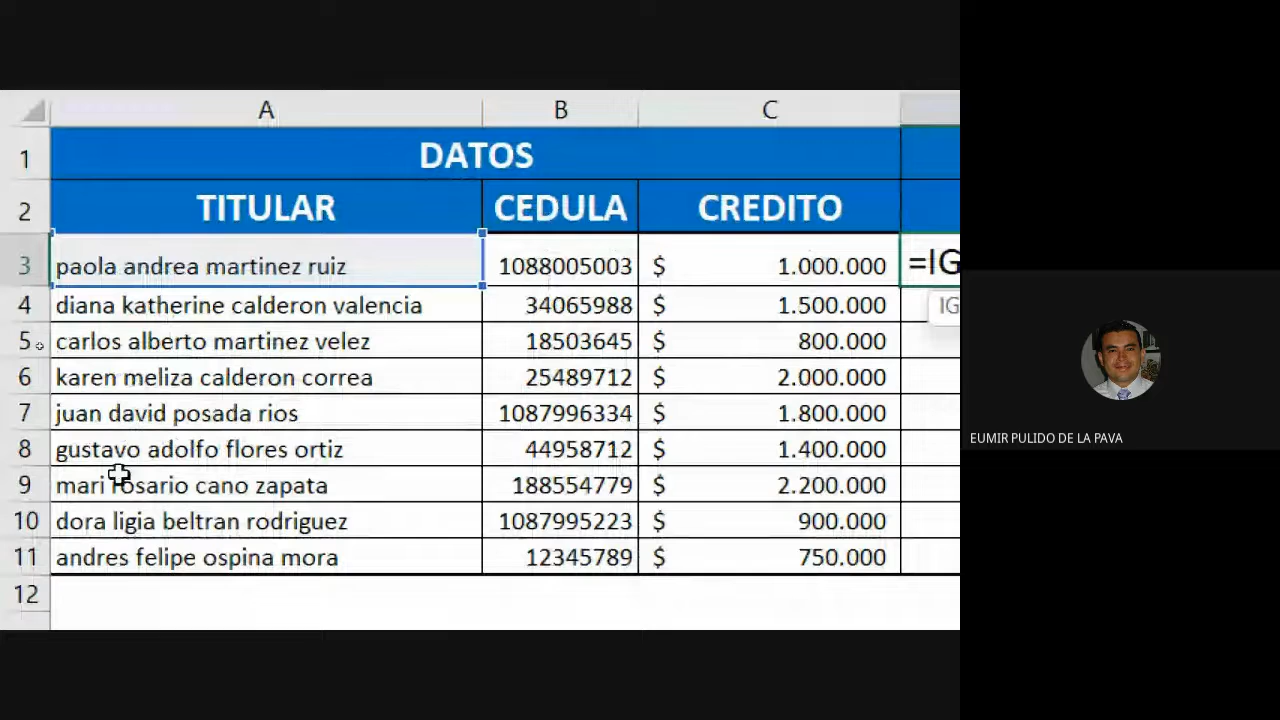 A B C
1 DATOS
2 TITULAR CEDULA CREDITO
3 paola andrea martinez ruiz 1088005003 $ 1.000.000 =IG
4 diana katherine calderon valencia 34065988 $ 1.500.000 IG
5 carlos alberto martinez velez 18503645 $ 800.000
6 karen meliza calderon correa 25489712 $ 2.000.000
7 juan david posada rios 1087996334 $ 1.800.000
8 gustavo adolfo flores ortiz 44958712 $ 1.400.000
9 mari rosario cano zapata 188554779 $ 2.200.000
10 dora ligia beltran rodriguez 1087995223 $ 900.000
11 andres felipe ospina mora 12345789 $ 750.000
12
EUMIR PULIDO DE LA PAVA